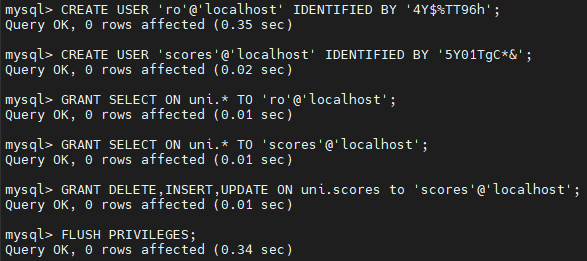 mysql> CREATE USER 'ro'@'localhost' IDENTIFIED BY '4Y$%TT96h';
Query OK, 0 rows affected (0.35 sec)
mysql> CREATE USER 'scores'@'localhost' IDENTIFIED BY '5Y01TgC*&';
Query OK, 0 rows affected (0.02 sec)
mysql> GRANT SELECT ON uni.* TO 'ro'@'localhost';
Query OK, 0 rows affected (0.01 sec)
mysql> GRANT SELECT ON uni.* TO 'scores'@'localhost';
Query OK, 0 rows affected (0.01 sec)
mysql> GRANT DELETE,INSERT,UPDATE ON uni.scores to 'scores'@'localhost';
Query OK, 0 rows affected (0.01 sec)
mysql> FLUSH PRIVILEGES;
Query OK, 0 rows affected (0.34 sec)